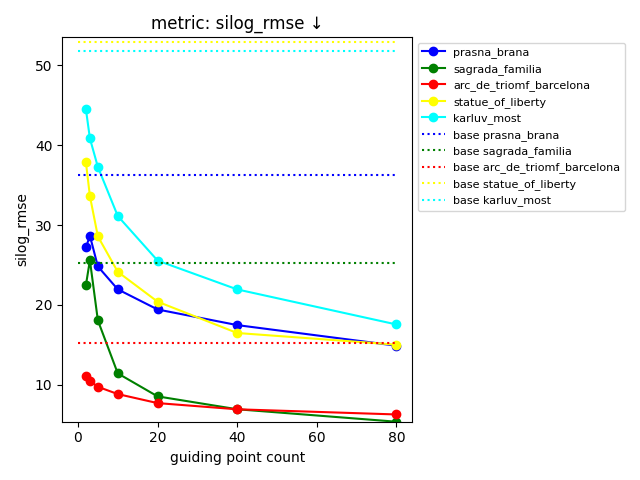 metric: silog_rmse ↓
silog_rmse
50
40
30
20
10
0
20
40
60
80
guiding point count
prasna_brana
sagrada_familia
arc_de_triomf_barcelona
statue_of_liberty
karluv_most
base prasna_brana
base sagrada_familia
base arc_de_triomf_barcelona
base statue_of_liberty
base karluv_most